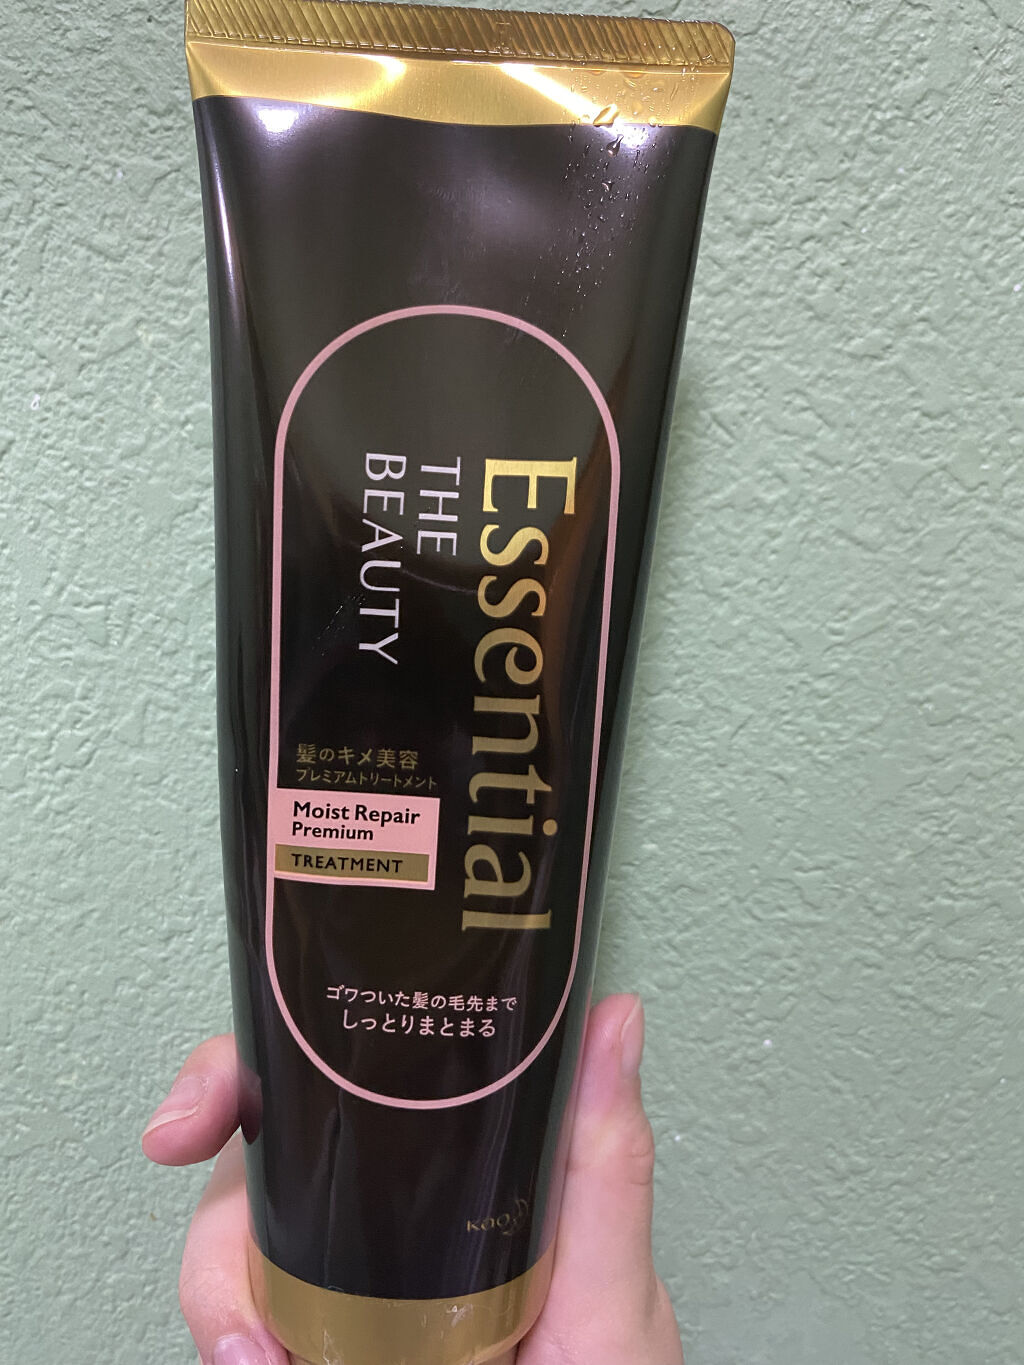 Essential
THE
BEAUTY
髪のキメ美容
プレミアムトリートメント
Moist Repair
Premium
TREATMENT
ゴワついた髪の毛先まで
しっとりまとまる
Kao